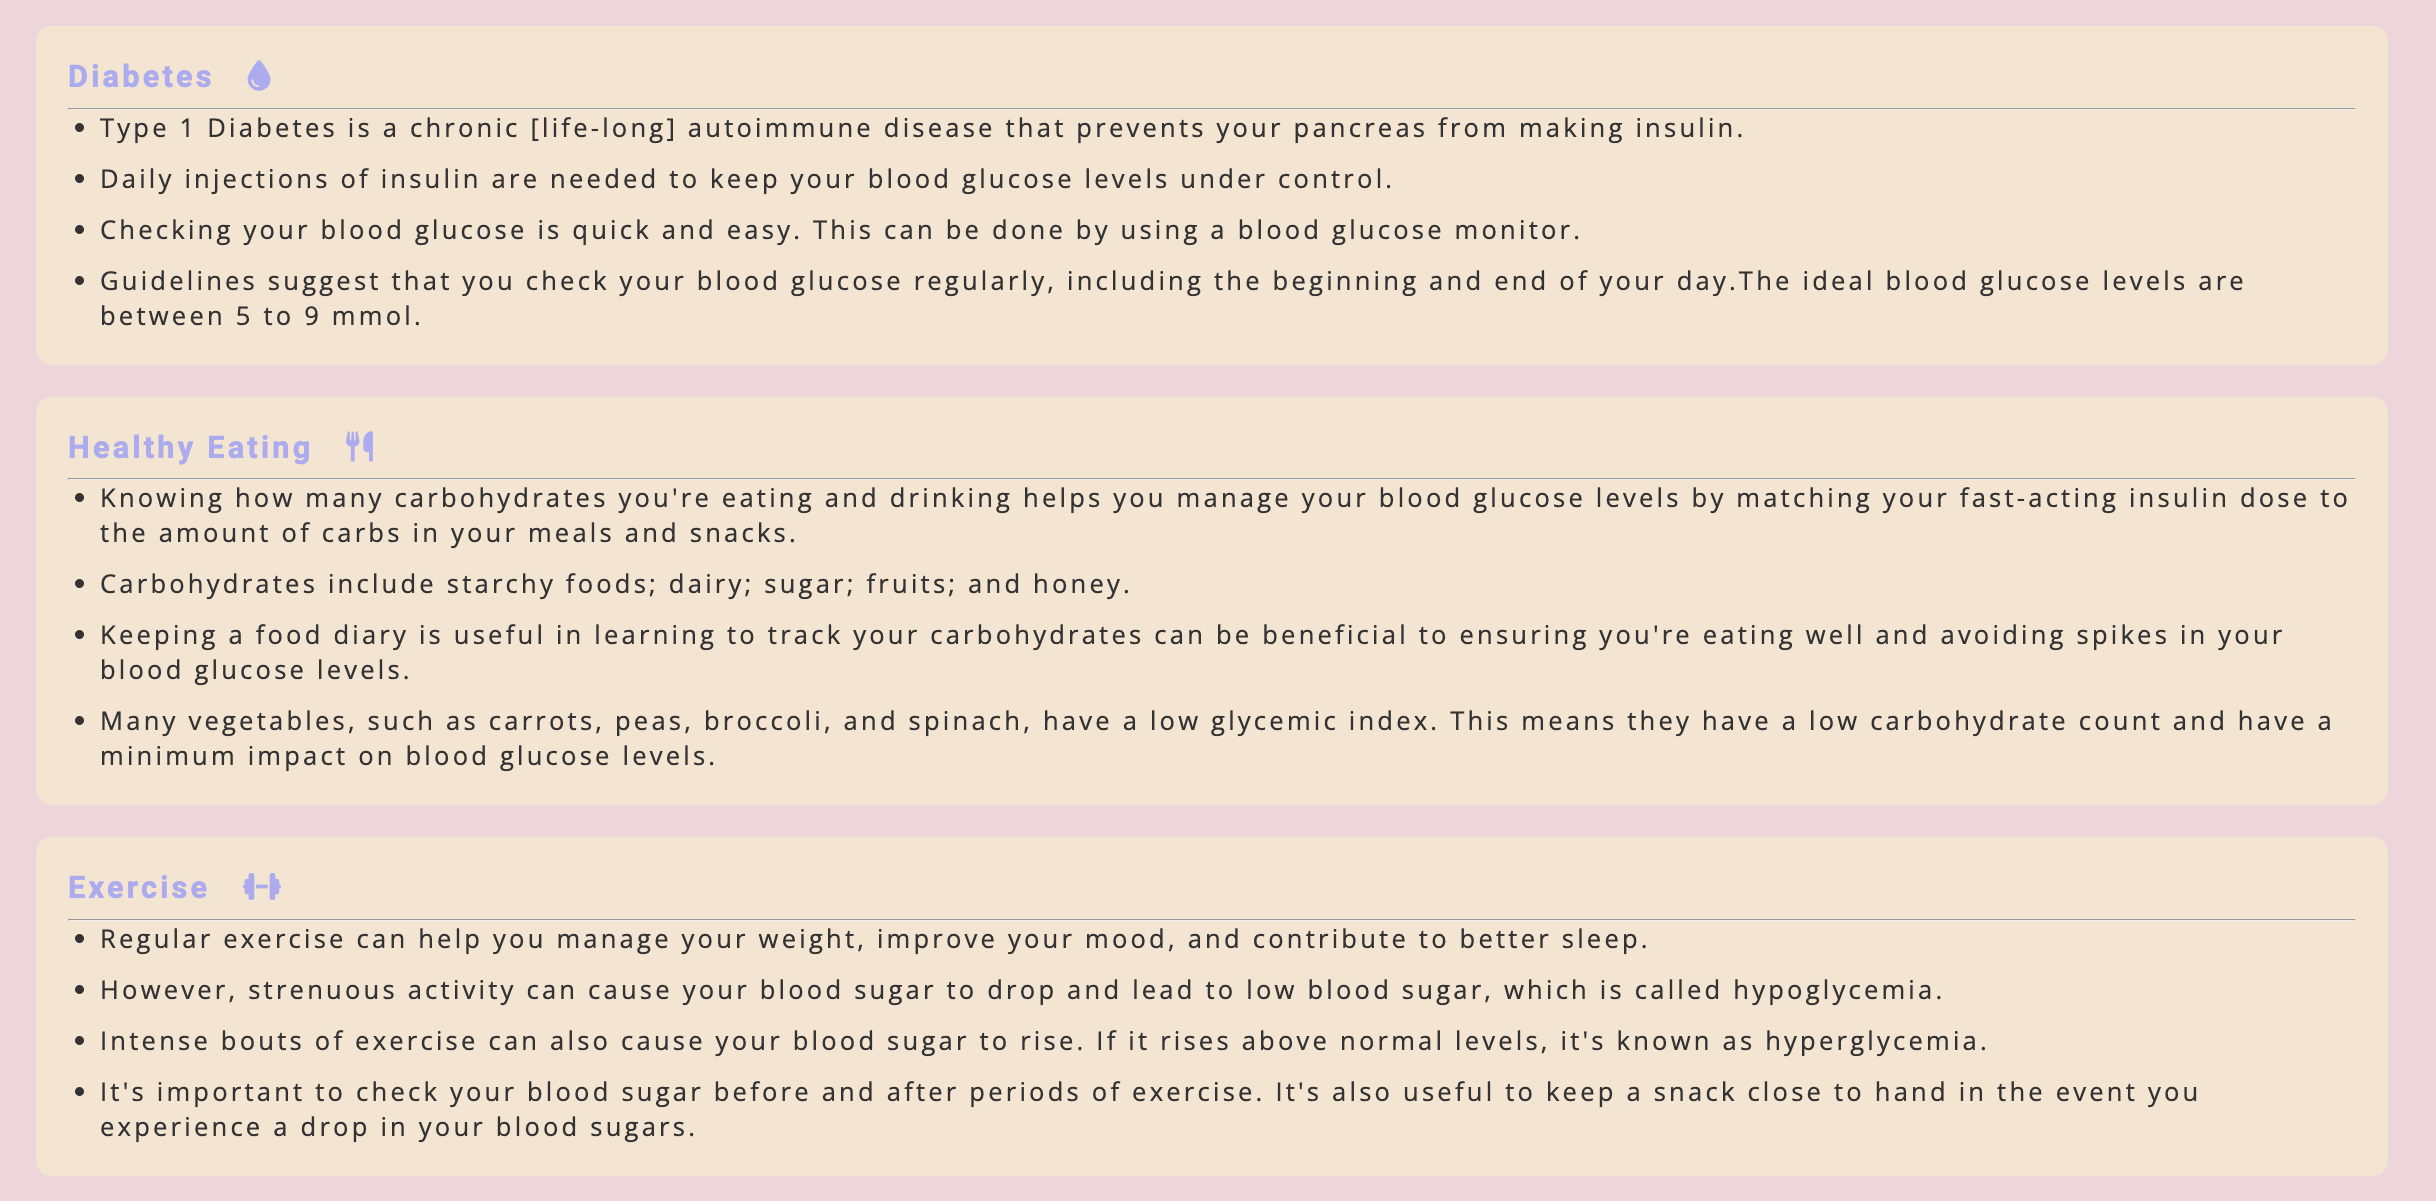 Diabetes
• Type 1 Diabetes is a chronic [life-long] autoimmune disease that prevents your pancreas from making insulin.
• Daily injections of insulin are needed to keep your blood glucose levels under control.
• Checking your blood glucose is quick and easy. This can be done by using a blood glucose monitor.
• Guidelines suggest that you check your blood glucose regularly, including the beginning and end of your day.The ideal blood glucose levels are
between 5 to 9 mmol.
Healthy Eating
• Knowing how many carbohydrates you're eating and drinking helps you manage your blood glucose levels by matching your fast-acting insulin dose to
the amount of carbs in your meals and snacks.
• Carbohydrates include starchy foods; dairy; sugar; fruits; and honey.
• Keeping a food diary is useful in learning to track your carbohydrates can be beneficial to ensuring you're eating well and avoiding spikes in your
blood glucose levels.
• Many vegetables, such as carrots, peas, broccoli, and spinach, have a low glycemic index. This means they have a low carbohydrate count and have a
minimum impact on blood glucose levels.
Exercise
• Regular exercise can help you manage your weight, improve your mood, and contribute to better sleep.
• However, strenuous activity can cause your blood sugar to drop and lead to low blood sugar, which is called hypoglycemia.
• Intense bouts of exercise can also cause your blood sugar to rise. If it rises above normal levels, it's known as hyperglycemia.
• It's important to check your blood sugar before and after periods of exercise. It's also useful to keep a snack close to hand in the event you
experience a drop in your blood sugars.